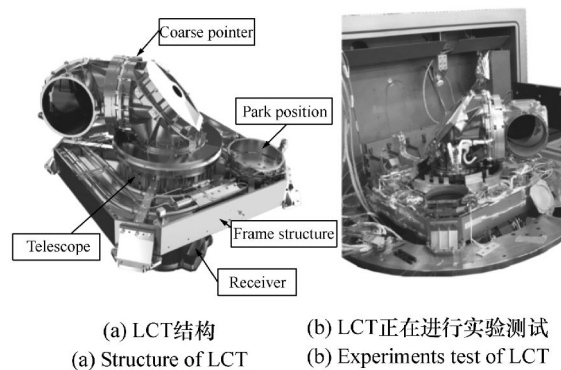 Coarse pointer
Park position
Telescope
Frame structure
Receiver
(a) LCT结构
(a) Structure of LCT
(b) LCT正在进行实验测试
(b) Experiments test of LCT